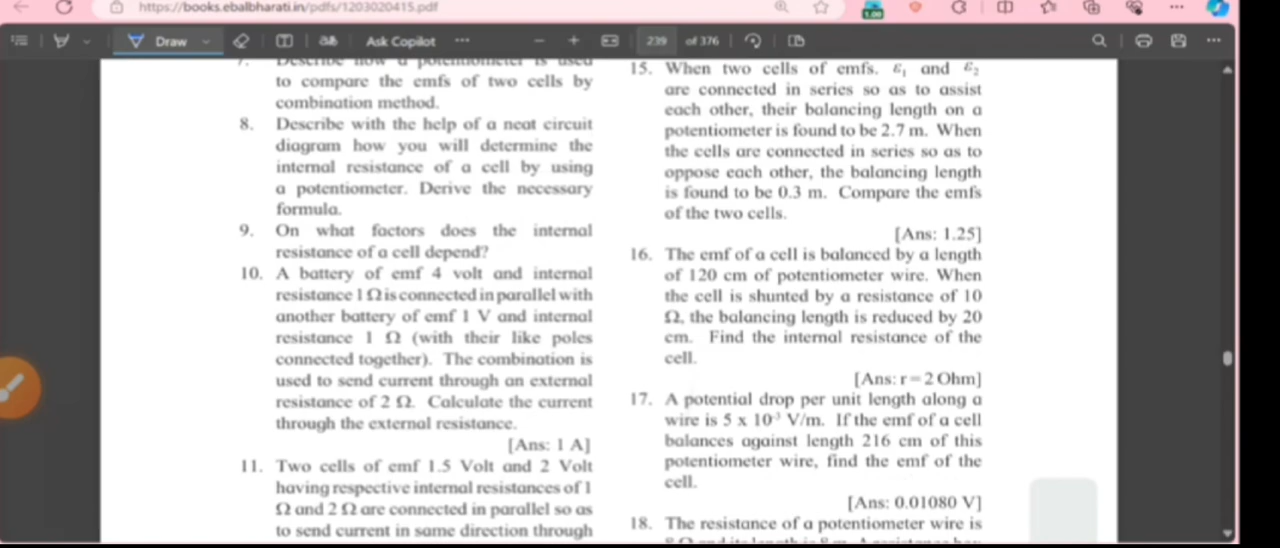 https://books.ebalbharati.in/pdfs/1203020415.pdf
1.00
Draw
Ask Copilot
239 of 376
7. Describe how a potentiometer is used
to compare the emfs of two cells by
combination method.
8. Describe with the help of a neat circuit
diagram how you will determine the
internal resistance of a cell by using
a potentiometer. Derive the necessary
formula.
9. On what factors does the internal
resistance of a cell depend?
10. A battery of emf 4 volt and internal
resistance 1 Ω is connected in parallel with
another battery of emf 1 V and internal
resistance 1 Ω (with their like poles
connected together). The combination is
used to send current through an external
resistance of 2 Ω. Calculate the current
through the external resistance.
[Ans: 1 A]
11. Two cells of emf 1.5 Volt and 2 Volt
having respective internal resistances of 1
Ω and 2 Ω are connected in parallel so as
to send current in same direction through
15. When two cells of emfs. ε₁ and ε₂
are connected in series so as to assist
each other, their balancing length on a
potentiometer is found to be 2.7 m. When
the cells are connected in series so as to
oppose each other, the balancing length
is found to be 0.3 m. Compare the emfs
of the two cells.
[Ans: 1.25]
16. The emf of a cell is balanced by a length
of 120 cm of potentiometer wire. When
the cell is shunted by a resistance of 10
Ω, the balancing length is reduced by 20
cm. Find the internal resistance of the
cell.
[Ans: r = 2 Ohm]
17. A potential drop per unit length along a
wire is 5 x 10⁻³ V/m. If the emf of a cell
balances against length 216 cm of this
potentiometer wire, find the emf of the
cell.
[Ans: 0.01080 V]
18. The resistance of a potentiometer wire is